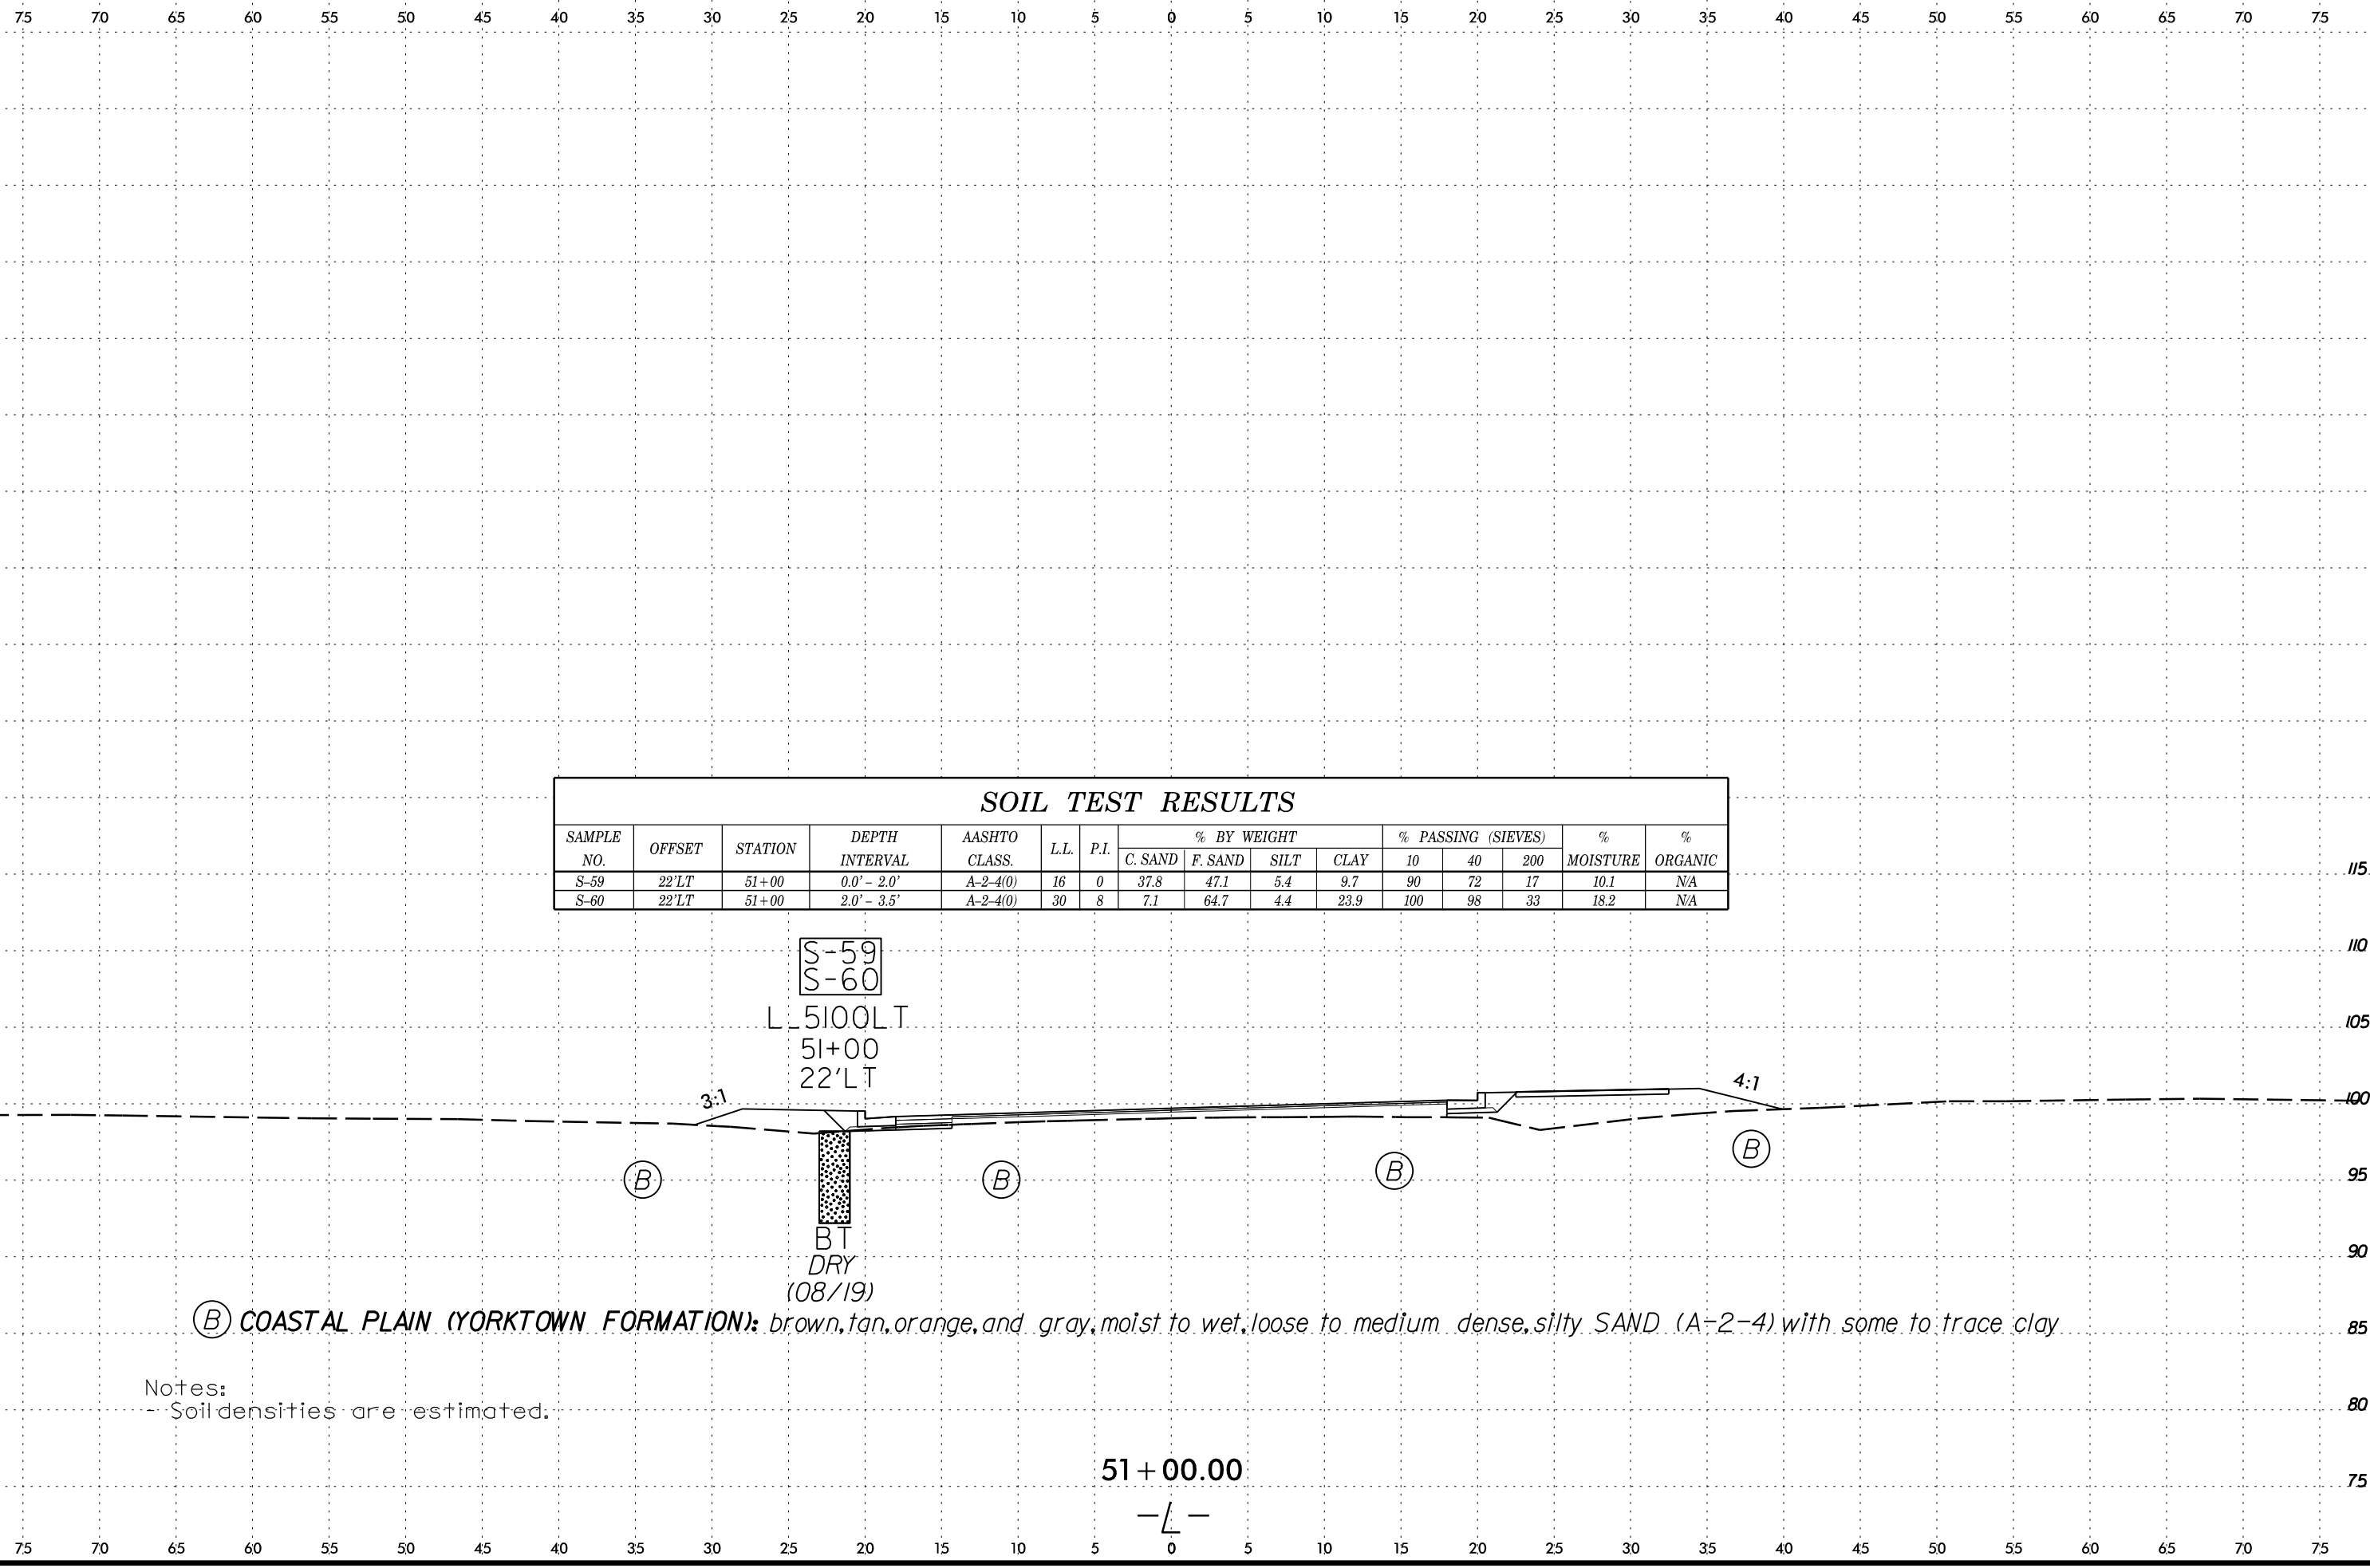 75 70 65 60 55 50 45 40 35 30 25 20 15 10 5 0 5 10 15 20 25 30 35 40 45 50 55 60 65 70 75
SOIL TEST RESULTS
SAMPLE NO. OFFSET STATION DEPTH INTERVAL AASHTO CLASS. L.L. P.I. % BY WEIGHT % PASSING (SIEVES) % MOISTURE % ORGANIC
C. SAND F. SAND SILT CLAY 10 40 200
S-59 22'LT 51+00 0.0' - 2.0' A-2-4(0) 16 0 37.8 47.1 5.4 9.7 90 72 17 10.1 N/A
S-60 22'LT 51+00 2.0' - 3.5' A-2-4(0) 30 8 7.1 64.7 4.4 23.9 100 98 33 18.2 N/A
115
S-59
S-60
110
L_5100LT
105
51+00
22'LT
3:1
4:1
100
B B B B
95
BT
90
DRY
(08/19)
B COASTAL PLAIN (YORKTOWN FORMATION): brown, tan, orange, and gray, moist to wet, loose to medium dense, silty SAND (A-2-4) with some to trace clay
85
Notes:
- Soil densities are estimated.
80
51+00.00
75
-L-
75 70 65 60 55 50 45 40 35 30 25 20 15 10 5 0 5 10 15 20 25 30 35 40 45 50 55 60 65 70 75